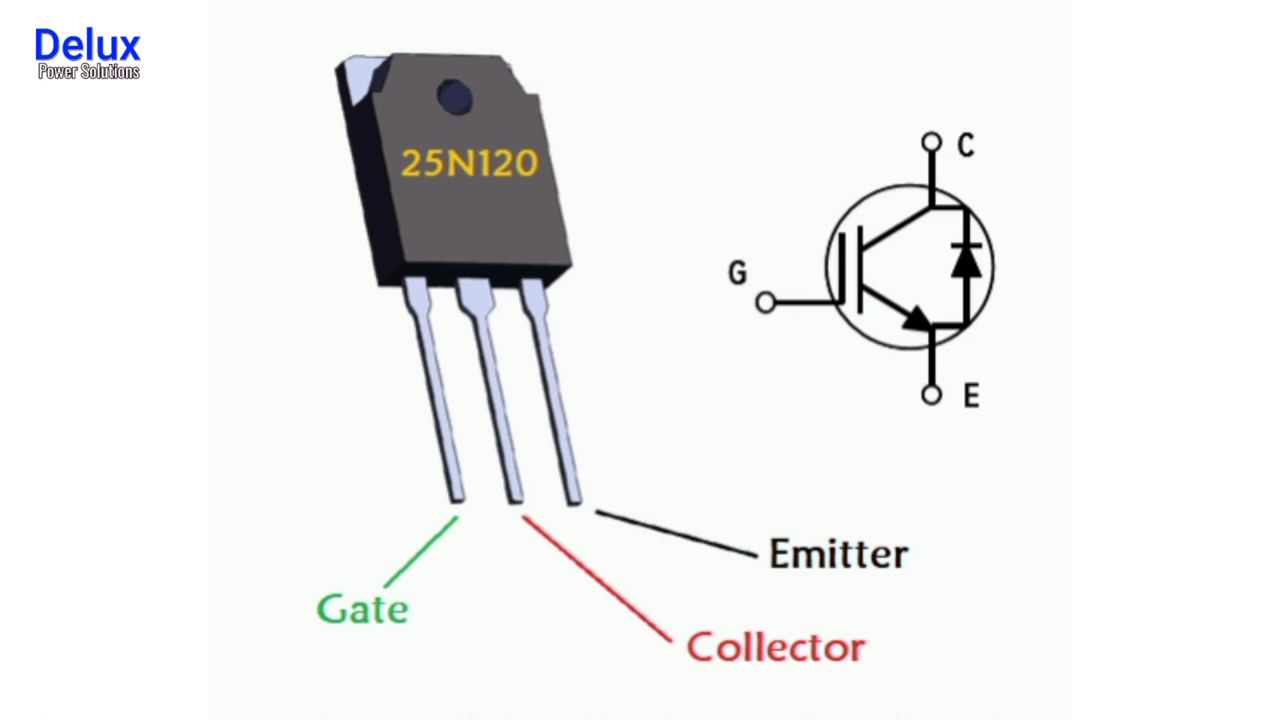 Delux
Power Solutions
25N120
C
G
E
Emitter
Gate
Collector